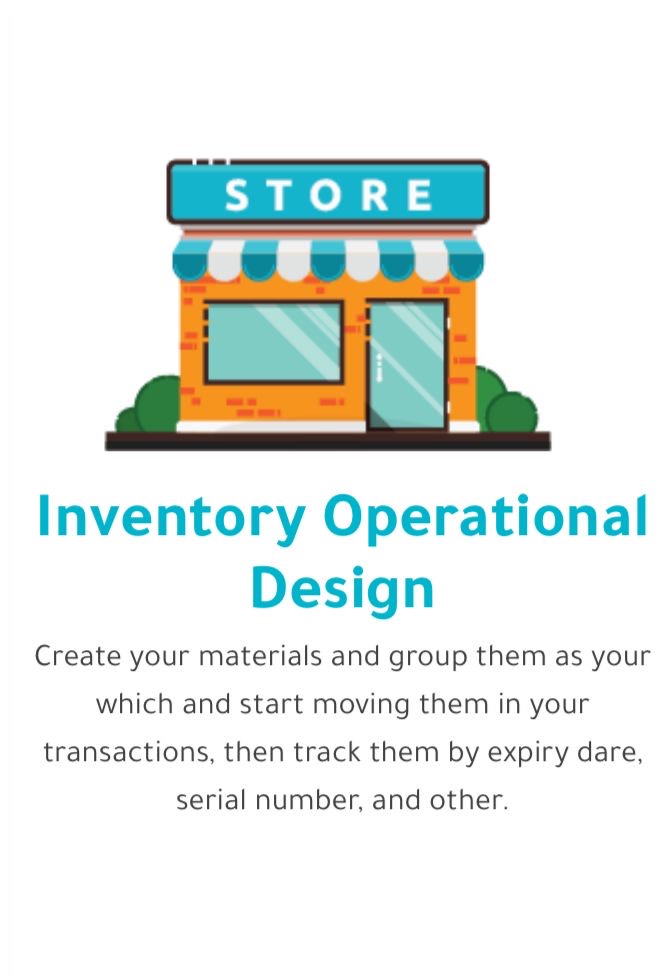 STORE
Inventory Operational
Design
Create your materials and group them as your
which and start moving them in your
transactions, then track them by expiry dare,
serial number, and other.